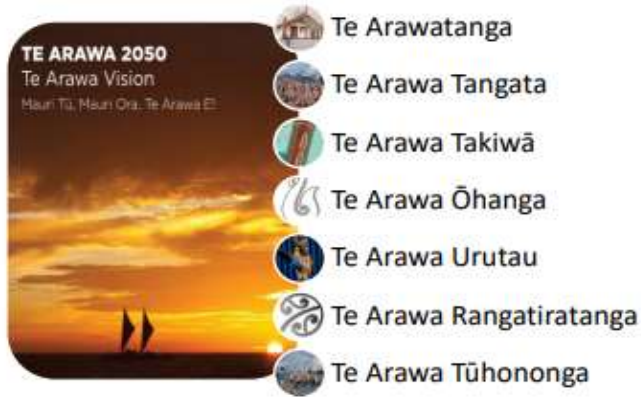 TE ARAWA 2050
Te Arawa Vision
Mauri Tū, Mauri Ora, Te Arawa E!
Te Arawatanga
Te Arawa Tangata
Te Arawa Takiwā
Te Arawa Ōhanga
Te Arawa Urutau
Te Arawa Rangatiratanga
Te Arawa Tūhononga